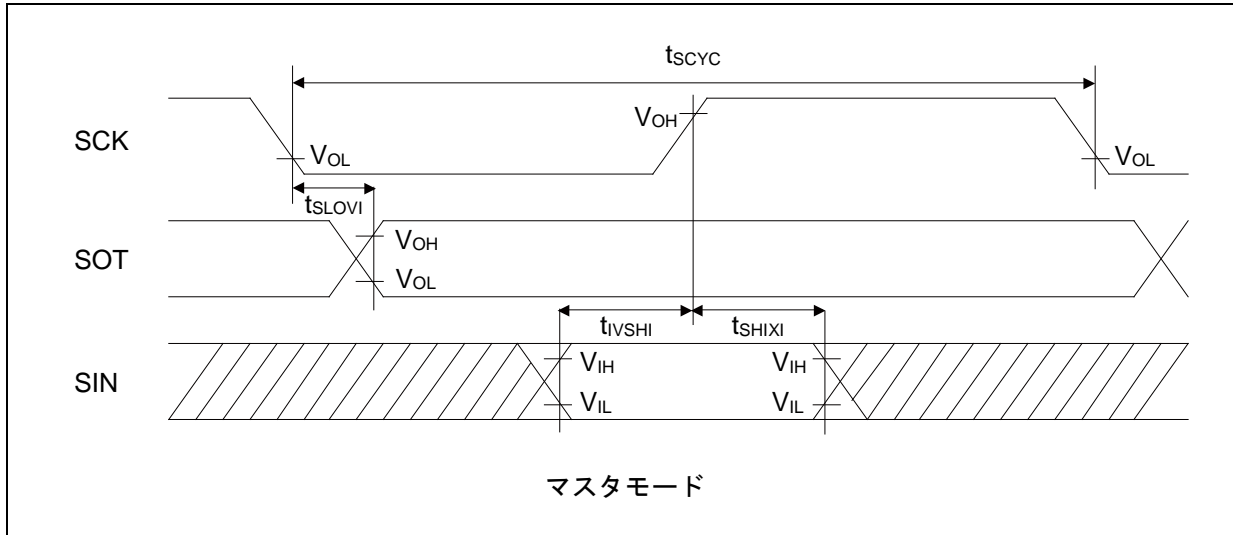 tSCYC
SCK
VOH
VOL
VOL
tSLOVI
SOT
VOH
VOL
tIVSHI
tSHIXI
SIN
VIH
VIH
VIL
VIL
マスタモード